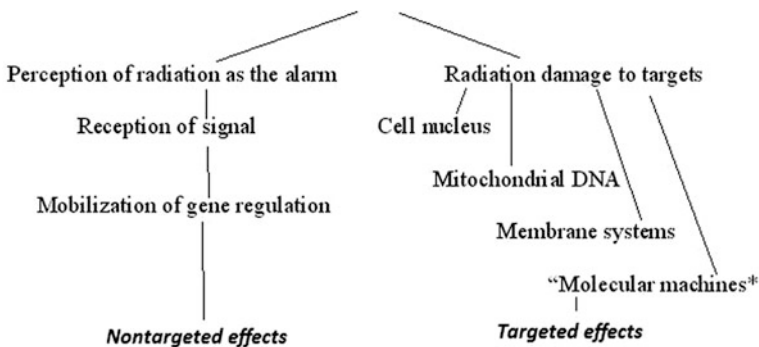 Perception of radiation as the alarm
Reception of signal
Mobilization of gene regulation
Nontargeted effects
Radiation damage to targets
Cell nucleus
Mitochondrial DNA
Membrane systems
“Molecular machines*
Targeted effects